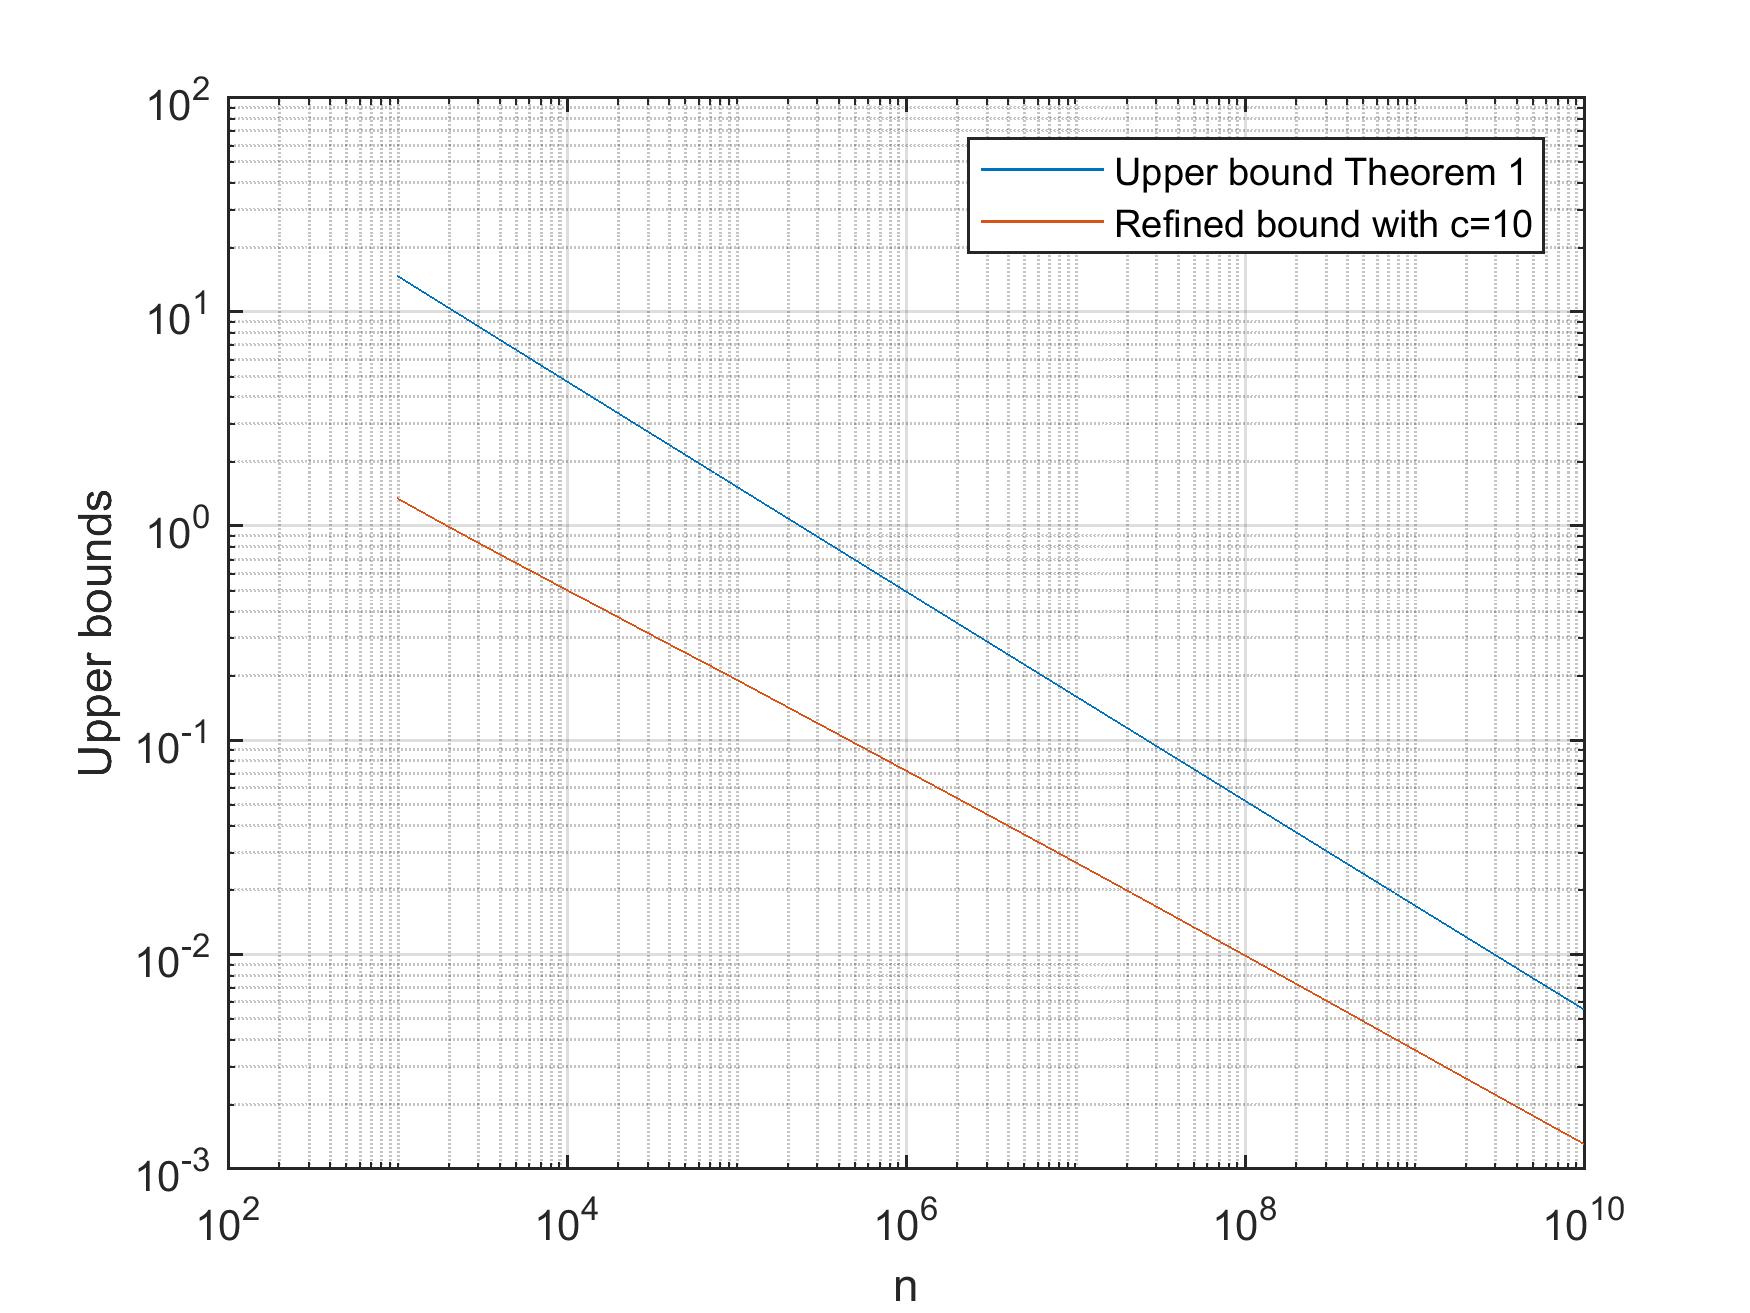 10^2
10^1
10^0
10^-1
10^-2
10^-3
Upper bounds
Upper bound Theorem 1
Refined bound with c=10
10^2 10^4 10^6 10^8 10^10
n